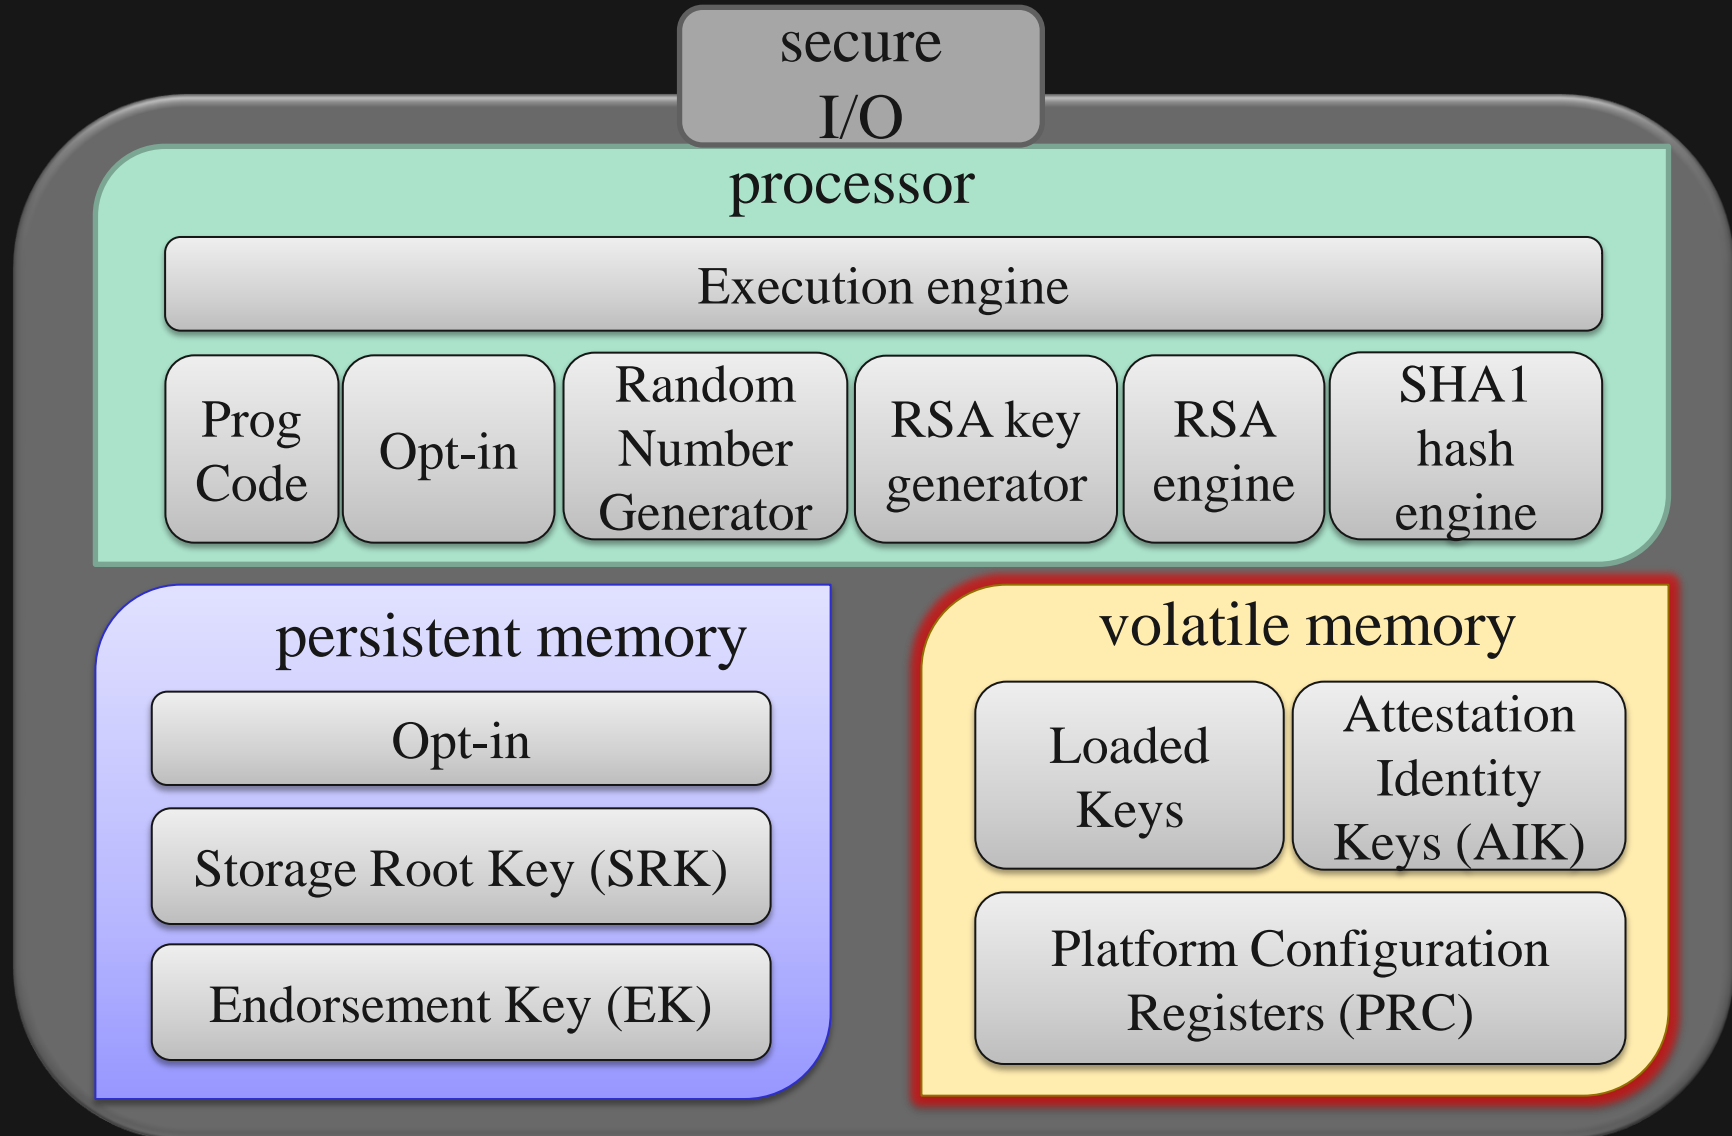 secure
I/O
processor
Execution engine
Prog
Code
Opt-in
Random
Number
Generator
RSA key
generator
RSA
engine
SHA1
hash
engine
persistent memory
Opt-in
Storage Root Key (SRK)
Endorsement Key (EK)
volatile memory
Loaded
Keys
Attestation
Identity
Keys (AIK)
Platform Configuration
Registers (PRC)